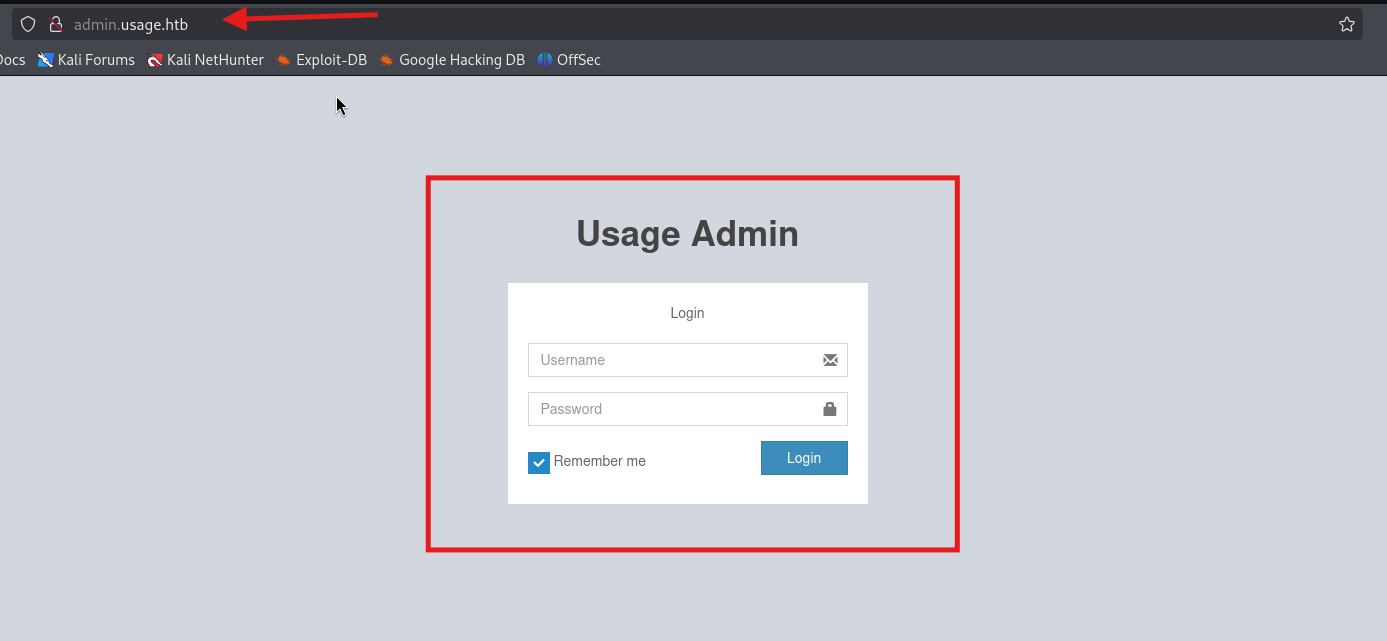 admin.usage.htb
Docs Kali Forums Kali NetHunter Exploit-DB Google Hacking DB OffSec
Usage Admin
Login
Username
Password
Remember me Login